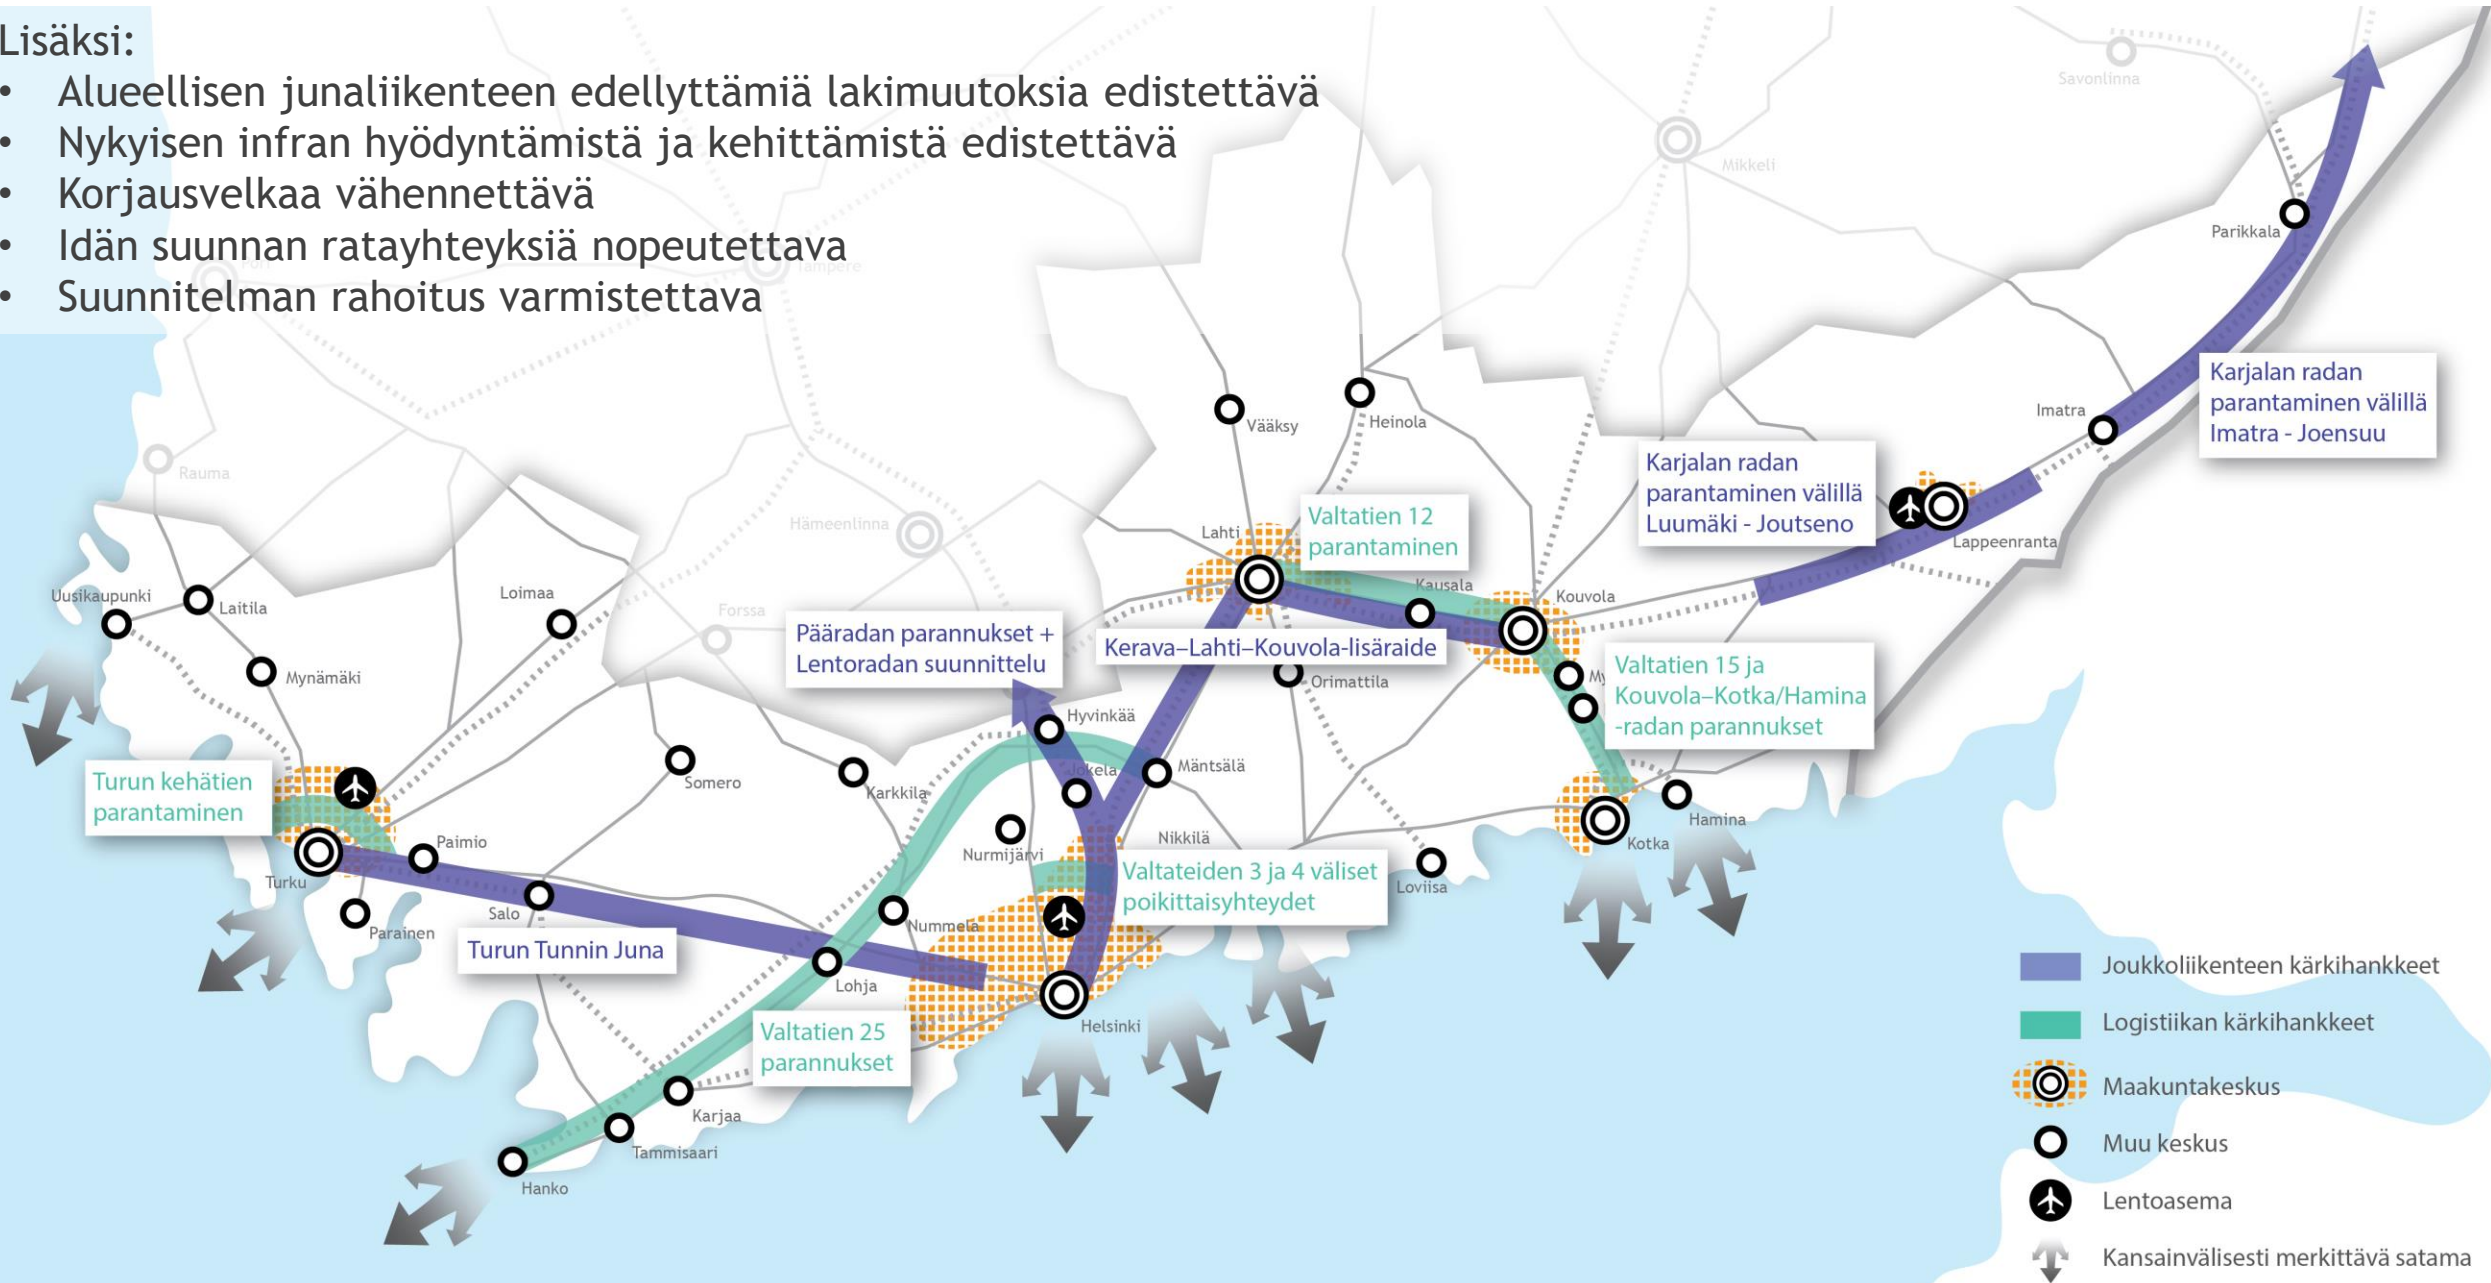 Lisäksi:
• Alueellisen junaliikenteen edellyttämiä lakimuutoksia edistettävä
• Nykyisen infran hyödyntämistä ja kehittämistä edistettävä
• Korjausvelkaa vähennettävä
• Idän suunnan ratayhteyksiä nopeutettava
• Suunnitelman rahoitus varmistettava
Savonlinna
Mikkeli
Parikkala
Pori
Tampere
Karjalan radan
parantaminen välillä
Imatra - Joensuu
Imatra
Vääksy
Heinola
Karjalan radan
parantaminen välillä
Luumäki - Joutseno
Rauma
Hämeenlinna
Lahti
Valtatien 12
parantaminen
Lappeenranta
Kausala
Kouvola
Uusikaupunki
Laitila
Loimaa
Forssa
Pääradan parannukset +
Lentoradan suunnittelu
Kerava–Lahti–Kouvola-lisäraide
Orimattila
My
Valtatien 15 ja
Kouvola–Kotka/Hamina
-radan parannukset
Mynämäki
Hyvinkää
Jokela
Mäntsälä
Turun kehätien
parantaminen
Somero
Karkkila
Hamina
Kotka
Paimio
Nurmijärvi
Nikkilä
Valtateiden 3 ja 4 väliset
poikittaisyhteydet
Loviisa
Turku
Salo
Parainen
Nummela
Turun Tunnin Juna
Lohja
Helsinki
Valtatien 25
parannukset
Karjaa
Tammisaari
Hanko
Joukkoliikenteen kärkihankkeet
Logistiikan kärkihankkeet
Maakuntakeskus
Muu keskus
Lentoasema
Kansainvälisesti merkittävä satama